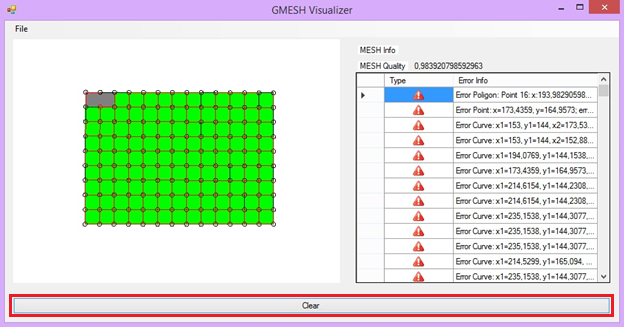 GMESH Visualizer
File
MESH Info
MESH Quality 0,983920798592963
Type Error Info
Error Poligon: Point 16: x:193,98290598...
Error Point: x=173,4359, y=164,9573; err...
Error Curve: x1=153, y1=144, x2=173,53...
Error Curve: x1=153, y1=144, x2=152,88...
Error Curve: x1=194,0769, y1=144,1538,...
Error Curve: x1=173,4359, y1=164,9573,...
Error Curve: x1=214,6154, y1=144,2308,...
Error Curve: x1=214,6154, y1=144,2308,...
Error Curve: x1=235,1538, y1=144,3077,...
Error Curve: x1=235,1538, y1=144,3077,...
Error Curve: x1=235,1538, y1=144,3077,...
Error Curve: x1=214,5299, y1=165,094, ...
Error Curve: x1=235,1538, y1=144,3077,...
Clear